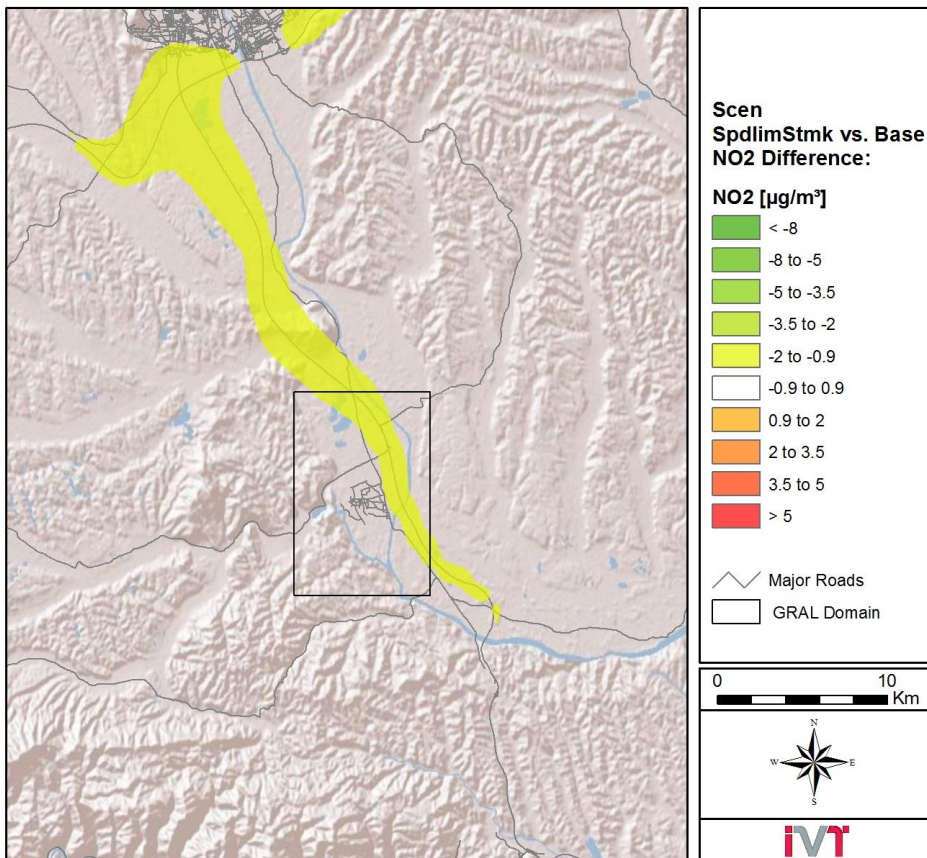 Scen
SpdlimStmk vs. Base
NO2 Difference:
NO2 [µg/m³]
< -8
-8 to -5
-5 to -3.5
-3.5 to -2
-2 to -0.9
-0.9 to 0.9
0.9 to 2
2 to 3.5
3.5 to 5
> 5
Major Roads
GRAL Domain
0 10
Km
N
W E
S
iVT